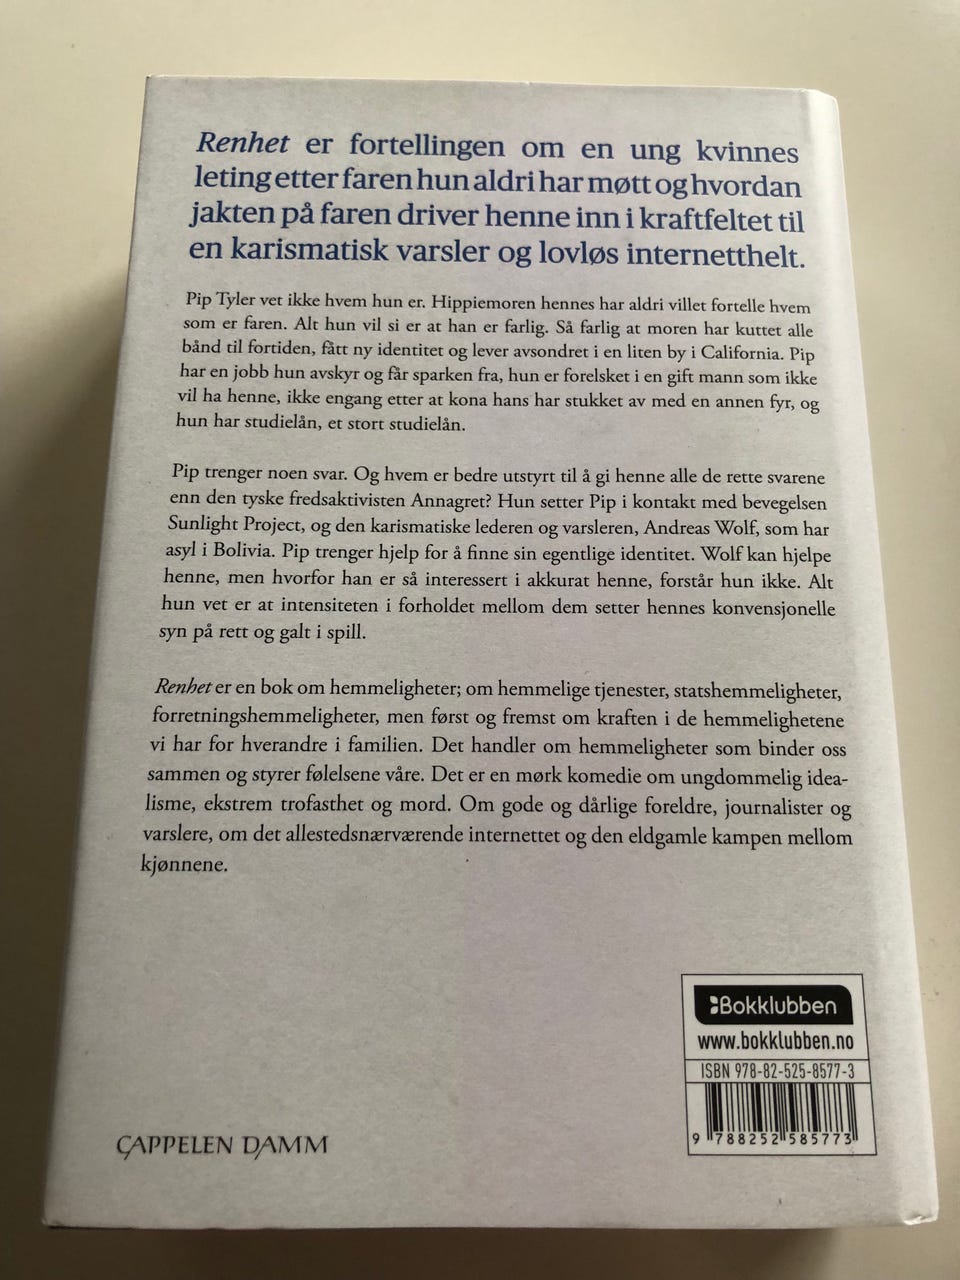 Renhet er fortellingen om en ung kvinnes
leting etter faren hun aldri har møtt og hvordan
jakten på faren driver henne inn i kraftfeltet til
en karismatisk varsler og lovløs internetthelt.
Pip Tyler vet ikke hvem hun er. Hippiemoren hennes har aldri villet fortelle hvem
som er faren. Alt hun vil si er at han er farlig. Så farlig at moren har kuttet alle
bånd til fortiden, fått ny identitet og lever avsondret i en liten by i California. Pip
har en jobb hun avskyr og får sparken fra, hun er forelsket i en gift mann som ikke
vil ha henne, ikke engang etter at kona hans har stukket av med en annen fyr, og
hun har studielån, et stort studielån.
Pip trenger noen svar. Og hvem er bedre utstyrt til å gi henne alle de rette svarene
enn den tyske fredsaktivisten Annagret? Hun setter Pip i kontakt med bevegelsen
Sunlight Project, og den karismatiske lederen og varsleren, Andreas Wolf, som har
asyl i Bolivia. Pip trenger hjelp for å finne sin egentlige identitet. Wolf kan hjelpe
henne, men hvorfor han er så interessert i akkurat henne, forstår hun ikke. Alt
hun vet er at intensiteten i forholdet mellom dem setter hennes konvensjonelle
syn på rett og galt i spill.
Renhet er en bok om hemmeligheter; om hemmelige tjenester, statshemmeligheter,
forretningshemmeligheter, men først og fremst om kraften i de hemmelighetene
vi har for hverandre i familien. Det handler om hemmeligheter som binder oss
sammen og styrer følelsene våre. Det er en mørk komedie om ungdommelig idea-
lisme, ekstrem trofasthet og mord. Om gode og dårlige foreldre, journalister og
varslere, om det allestedsnærværende internettet og den eldgamle kampen mellom
kjønnene.
Bokklubben
www.bokklubben.no
ISBN 978-82-525-8577-3
9 788252 585773
CAPPELEN DAMM